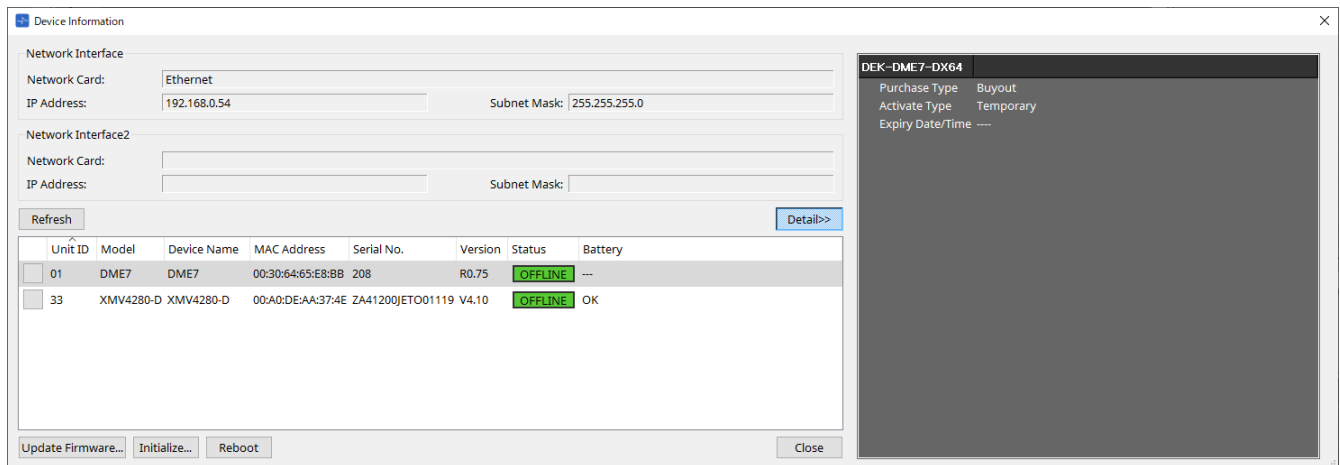 Device Information
Network Interface
Network Card: Ethernet
IP Address: 192.168.0.54 Subnet Mask: 255.255.255.0
Network Interface2
Network Card:
IP Address: Subnet Mask:
Refresh Detail>>
Unit ID Model Device Name MAC Address Serial No. Version Status Battery
01 DME7 DME7 00:30:64:65:E8:BB 208 R0.75 OFFLINE ---
33 XMV4280-D XMV4280-D 00:A0:DE:AA:37:4E ZA41200JETO01119 V4.10 OFFLINE OK
Update Firmware... Initialize... Reboot Close
DEK-DME7-DX64
Purchase Type Buyout
Activate Type Temporary
Expiry Date/Time ----